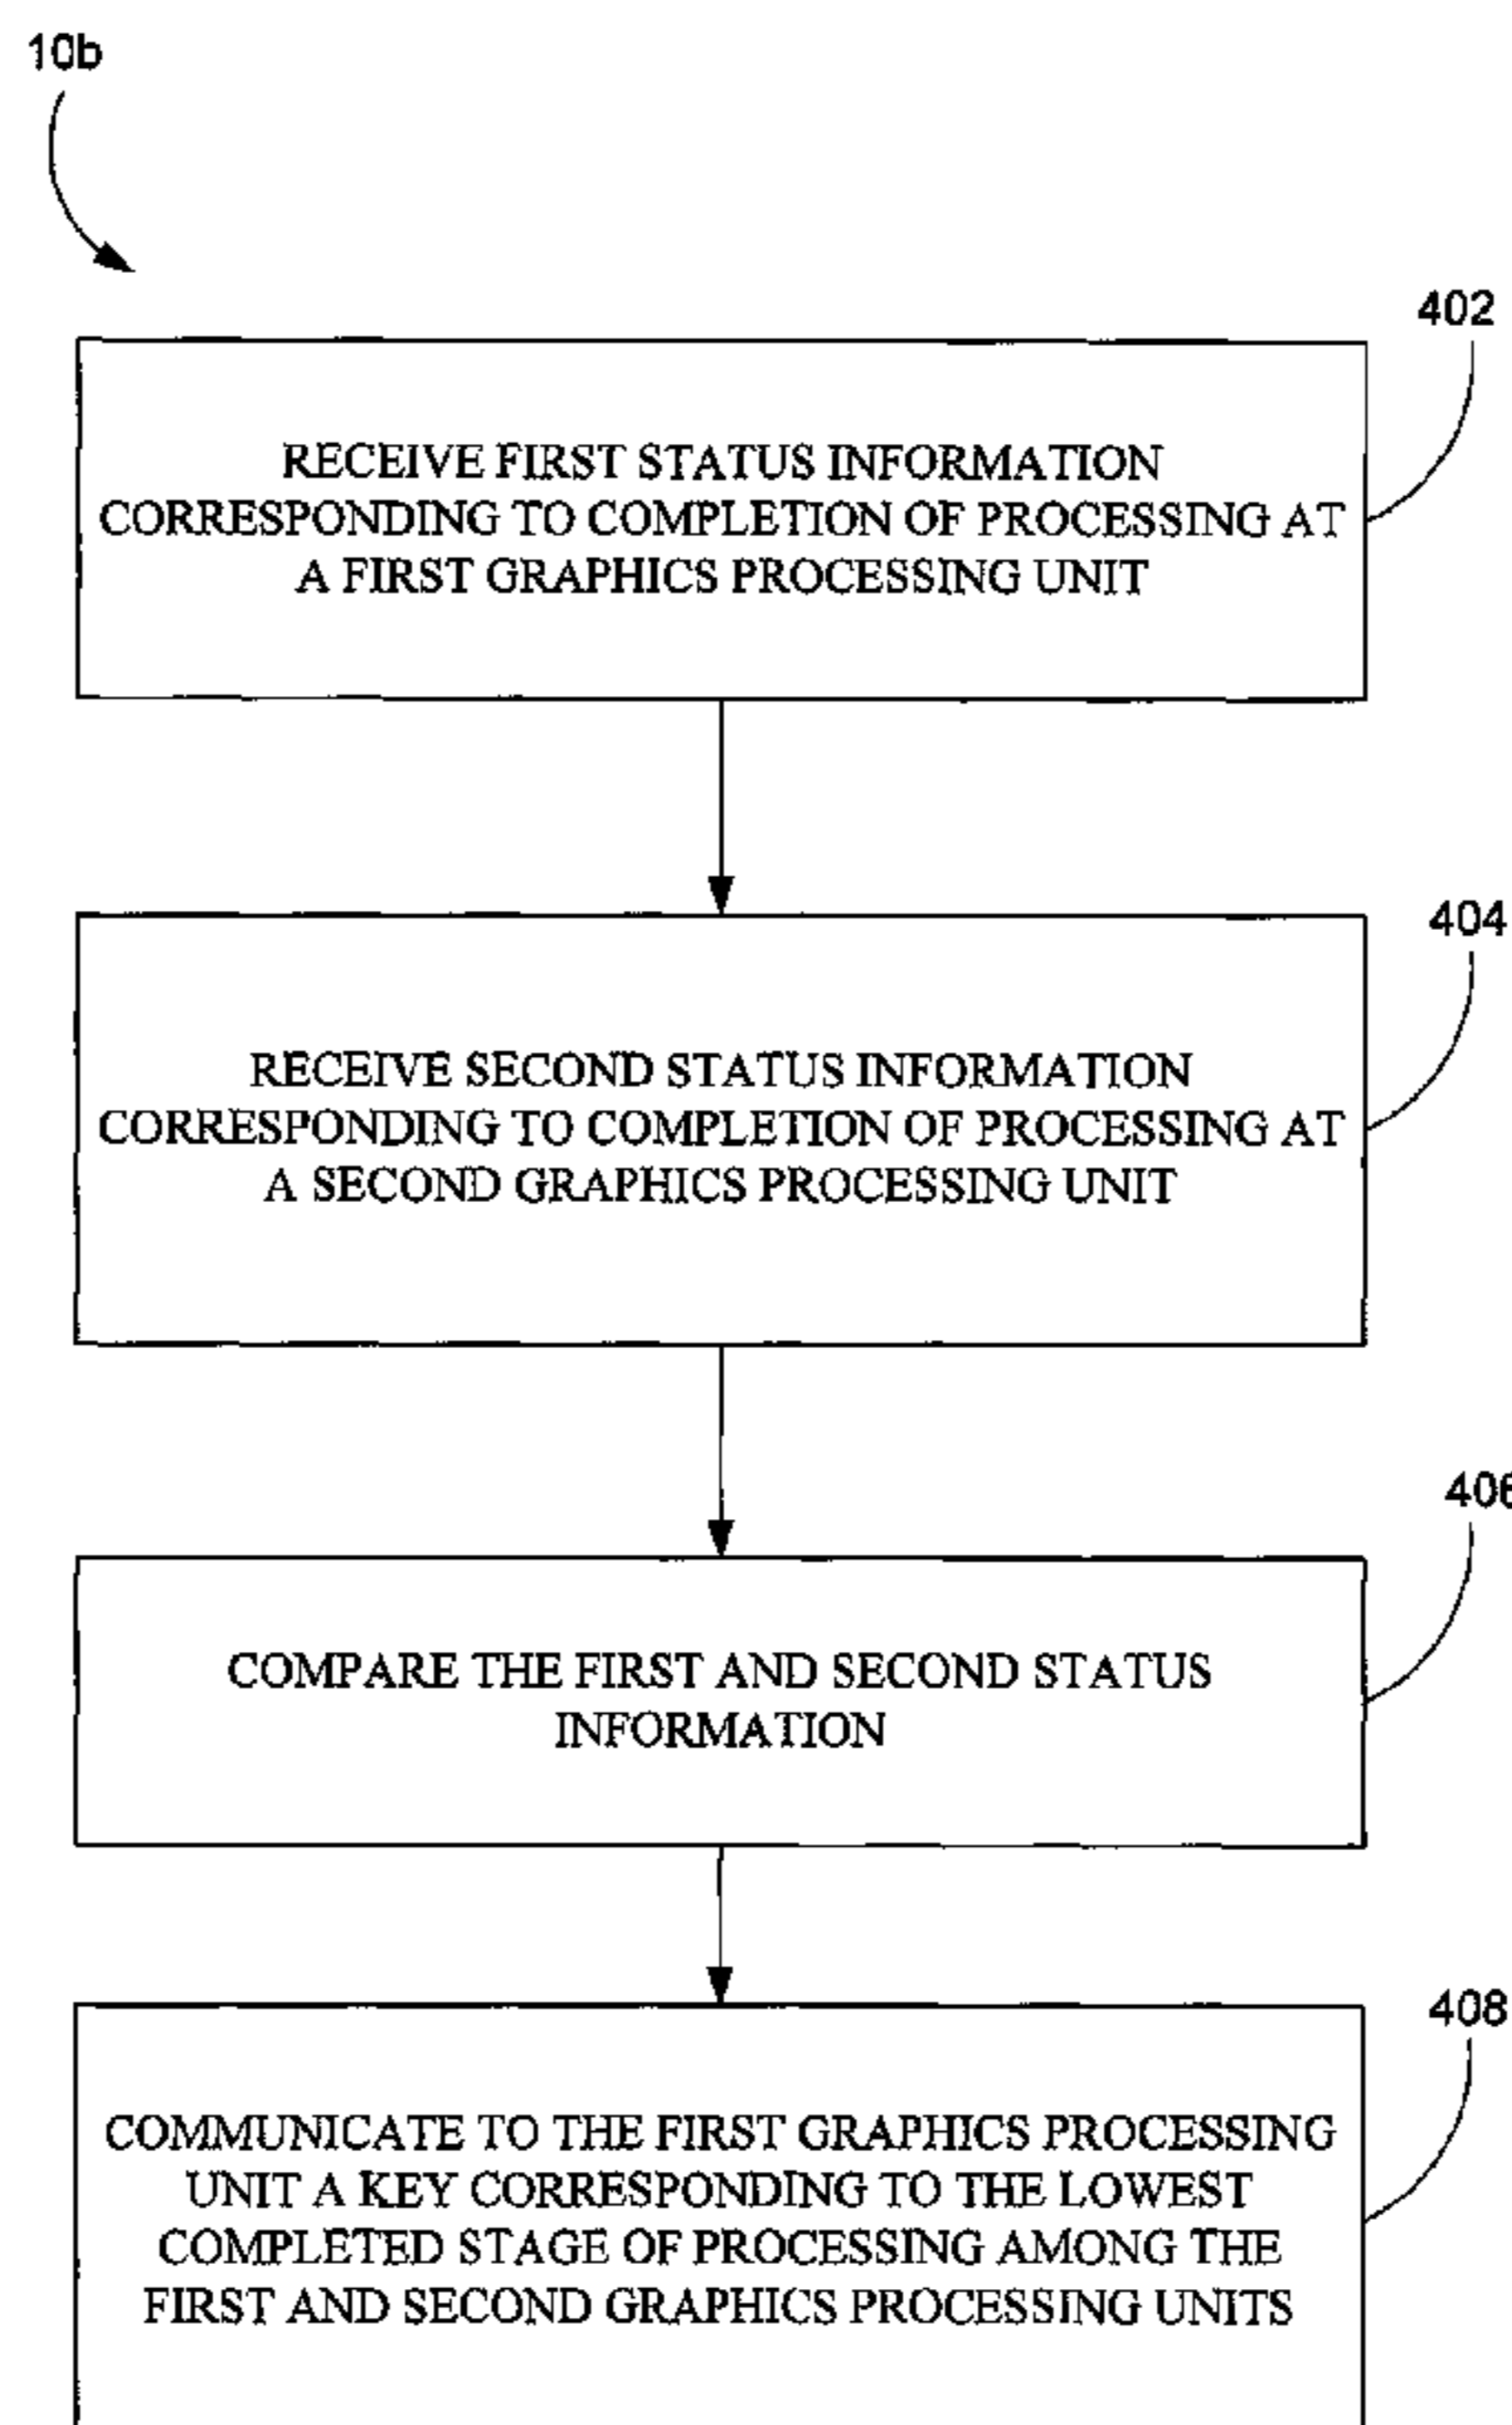 10b
402
RECEIVE FIRST STATUS INFORMATION
CORRESPONDING TO COMPLETION OF PROCESSING AT
A FIRST GRAPHICS PROCESSING UNIT
404
RECEIVE SECOND STATUS INFORMATION
CORRESPONDING TO COMPLETION OF PROCESSING AT
A SECOND GRAPHICS PROCESSING UNIT
406
COMPARE THE FIRST AND SECOND STATUS
INFORMATION
408
COMMUNICATE TO THE FIRST GRAPHICS PROCESSING
UNIT A KEY CORRESPONDING TO THE LOWEST
COMPLETED STAGE OF PROCESSING AMONG THE
FIRST AND SECOND GRAPHICS PROCESSING UNITS